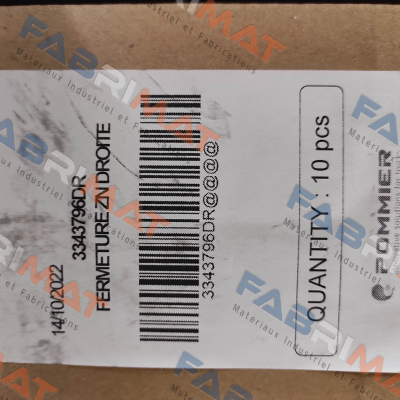 14/10/2022
3343796DR
FERMETURE ZN DROITE
3343796DR@@@@
QUANTITY : 10 pcs
POMMIER
FABRIMAT
Matériaux Industriel et Fabrications